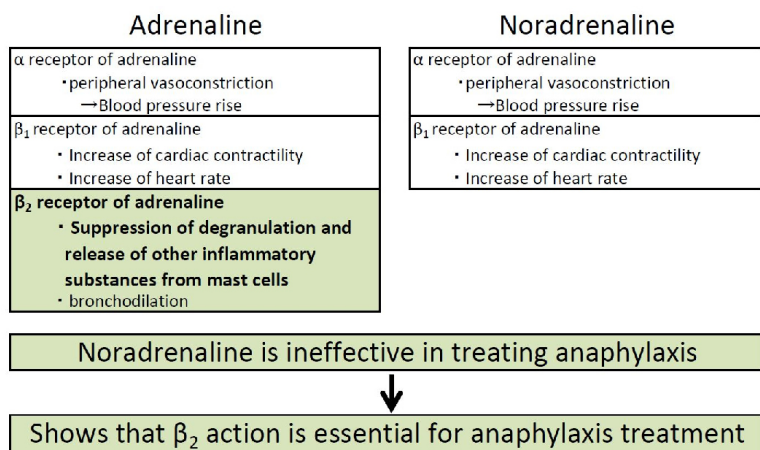 Adrenaline
α receptor of adrenaline
・peripheral vasoconstriction
→Blood pressure rise
β₁ receptor of adrenaline
・ Increase of cardiac contractility
・ Increase of heart rate
β₂ receptor of adrenaline
・ Suppression of degranulation and
release of other inflammatory
substances from mast cells
・ bronchodilation
Noradrenaline
α receptor of adrenaline
・peripheral vasoconstriction
→Blood pressure rise
β₁ receptor of adrenaline
・ Increase of cardiac contractility
・ Increase of heart rate
Noradrenaline is ineffective in treating anaphylaxis
Shows that β₂ action is essential for anaphylaxis treatment